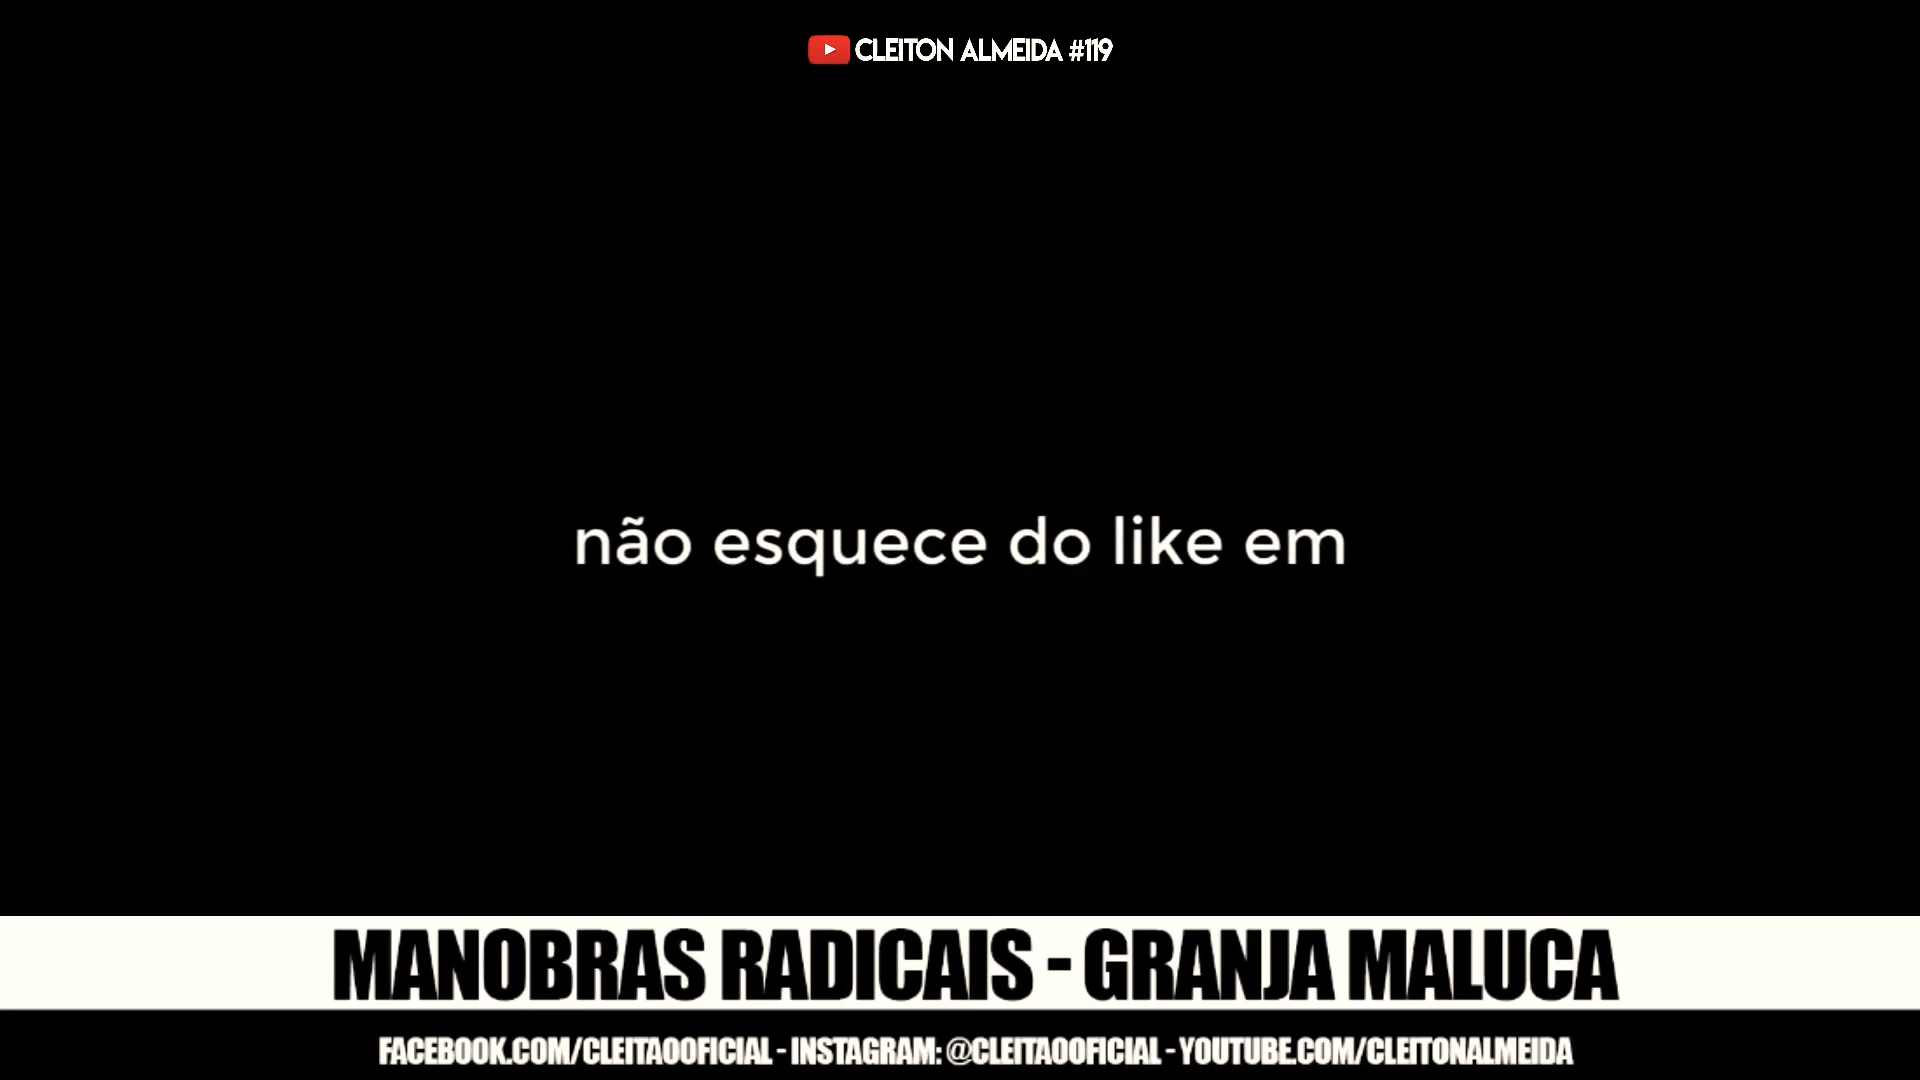 CLEITON ALMEIDA #119
não esquece do like em
MANOBRAS RADICAIS - GRANJA MALUCA
FACEBOOK.COM/CLEITAOOFICIAL - INSTAGRAM: @CLEITAOOFICIAL - YOUTUBE.COM/CLEITONALMEIDA